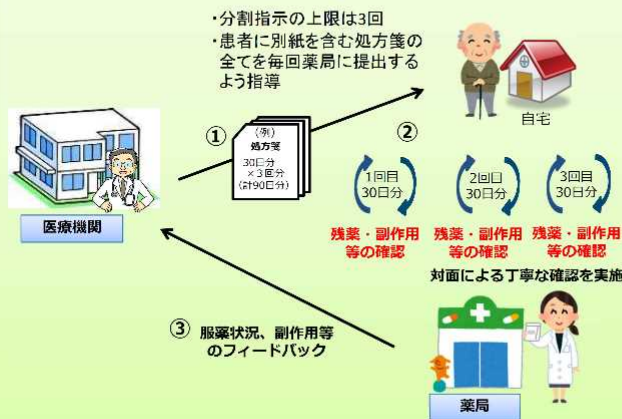 ・分割指示の上限は3回
・患者に別紙を含む処方箋の
全てを毎回薬局に提出する
よう指導
自宅
①
(例)
処方箋
30日分
×3回分
(計90日分)
②
医療機関
1回目
30日分
2回目
30日分
3回目
30日分
残薬・副作用
等の確認
残薬・副作用
等の確認
残薬・副作用
等の確認
対面による丁寧な確認を実施
③ 服薬状況、副作用等
のフィードバック
薬局